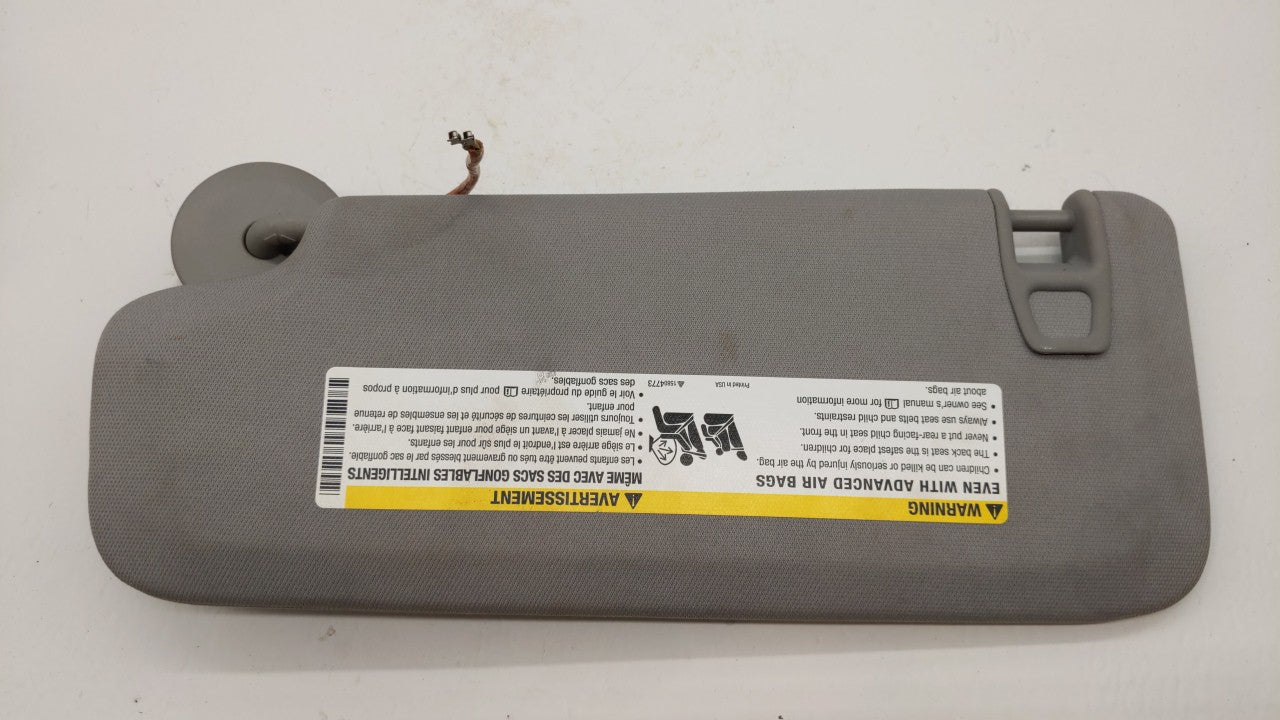 WARNING
EVEN WITH ADVANCED AIR BAGS
• Children can be killed or seriously injured by the air bag.
• The back seat is the safest place for children.
• Never put a rear-facing child seat in the front.
• Always use seat belts and child restraints.
• See owner's manual for more information
about air bags.
Printed in USA
15804773
AVERTISSEMENT
MÊME AVEC DES SACS GONFLABLES INTELLIGENTS
• Les enfants peuvent être tués ou gravement blessés par le sac gonflable.
• Le siège arrière est l'endroit le plus sûr pour les enfants.
• Ne jamais placer à l'avant un siège pour enfant faisant face à l'arrière.
• Toujours utiliser les ceintures de sécurité et les ensembles de retenue
pour enfant.
• Voir le guide du propriétaire pour plus d'information à propos
des sacs gonflables.